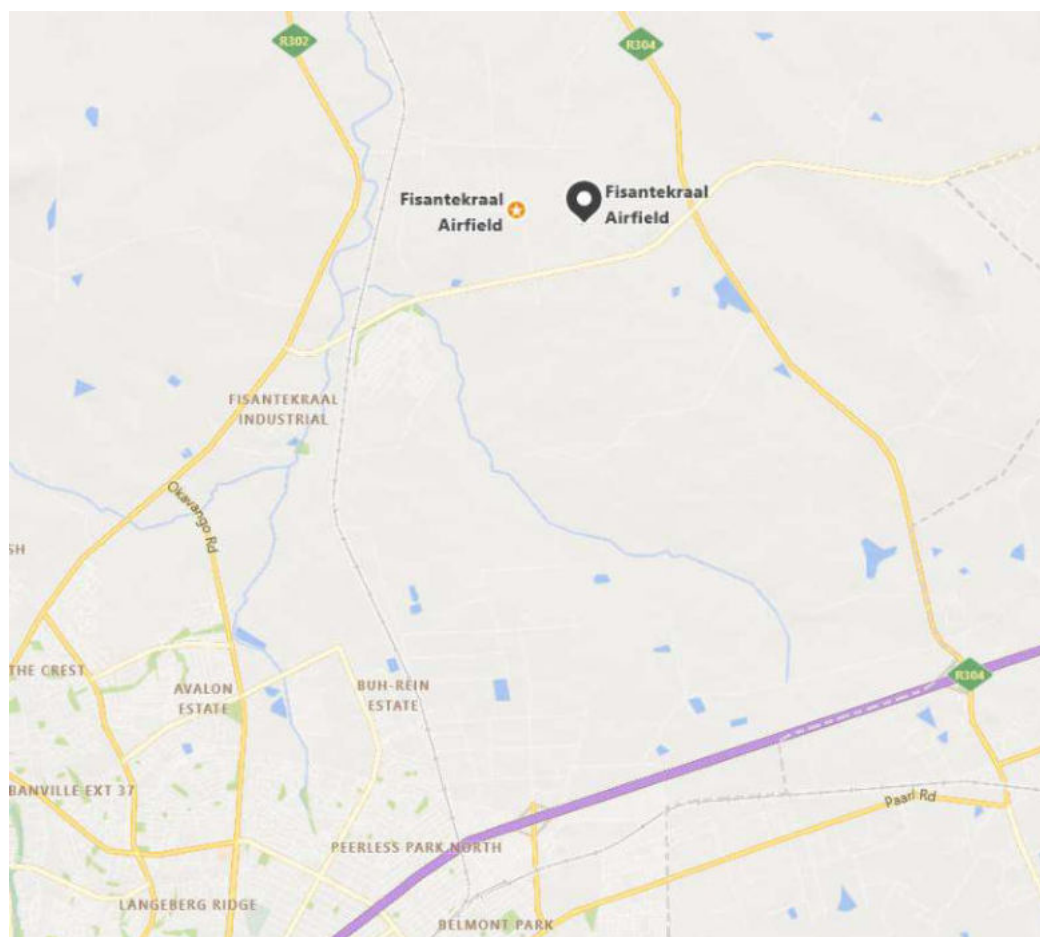 R302
R304
Fisantekraal
Airfield
Fisantekraal
Airfield
FISANTEKRAAL
INDUSTRIAL
Okavango Rd
SH
THE CREST
AVALON
ESTATE
BUH-REIN
ESTATE
R304
BANVILLE EXT 37
Paarl Rd
PEERLESS PARK NORTH
LANGEBERG RIDGE
BELMONT PARK